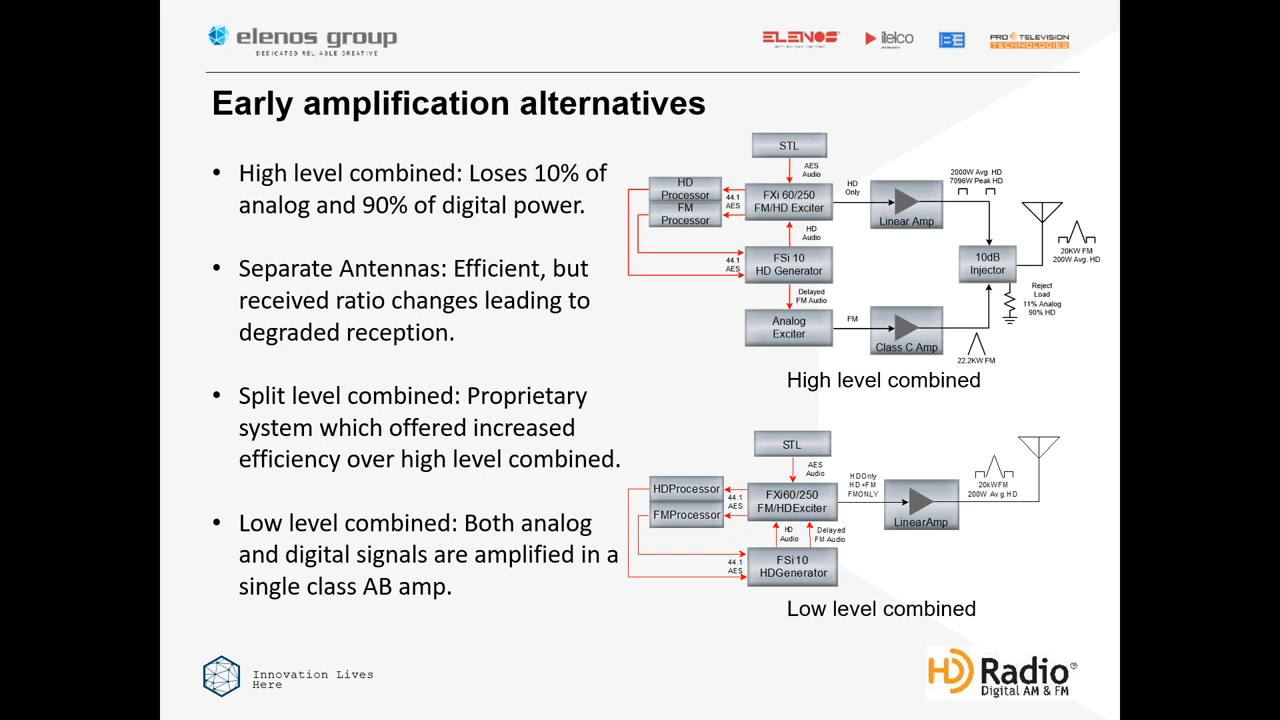 elenos group
DEDICATED RELIABLE CREATIVE
ELENOS
itelco
BE
PRO TELEVISION
TECHNOLOGIES
Early amplification alternatives
• High level combined: Loses 10% of
analog and 90% of digital power.
• Separate Antennas: Efficient, but
received ratio changes leading to
degraded reception.
• Split level combined: Proprietary
system which offered increased
efficiency over high level combined.
• Low level combined: Both analog
and digital signals are amplified in a
single class AB amp.
STL
AES
Audio
HD
Processor
FM
Processor
44.1
AES
FXi 60/250
FM/HD Exciter
HD
Only
Linear Amp
2000W Avg. HD
7096W Peak HD
HD
Audio
44.1
AES
FSi 10
HD Generator
10dB
Injector
20KW FM
200W Avg. HD
Delayed
FM Audio
Reject
Load
11% Analog
90% HD
Analog
Exciter
FM
Class C Amp
22.2KW FM
High level combined
STL
AES
Audio
HDProcessor
FMProcessor
44.1
AES
FXi60/250
FM/HDExciter
HDOnly
HD+FM
FMONLY
LinearAmp
20kWFM
200W Avg.HD
HD
Audio
Delayed
FM Audio
44.1
AES
FSi10
HDGenerator
Low level combined
Innovation Lives
Here
HD Radio®
Digital AM & FM